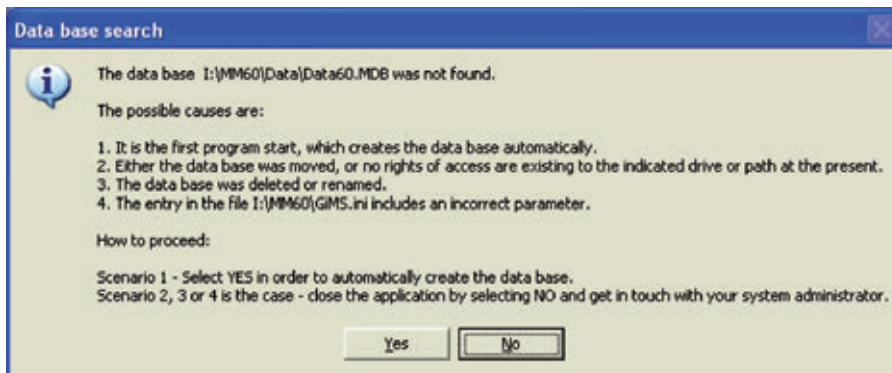 Data base search
The data base I:\MM60\Data\Data60.MDB was not found.
The possible causes are:
1. It is the first program start, which creates the data base automatically.
2. Either the data base was moved, or no rights of access are existing to the indicated drive or path at the present.
3. The data base was deleted or renamed.
4. The entry in the file I:\MM60\GiMS.ini includes an incorrect parameter.
How to proceed:
Scenario 1 - Select YES in order to automatically create the data base.
Scenario 2, 3 or 4 is the case - close the application by selecting NO and get in touch with your system administrator.
Yes No